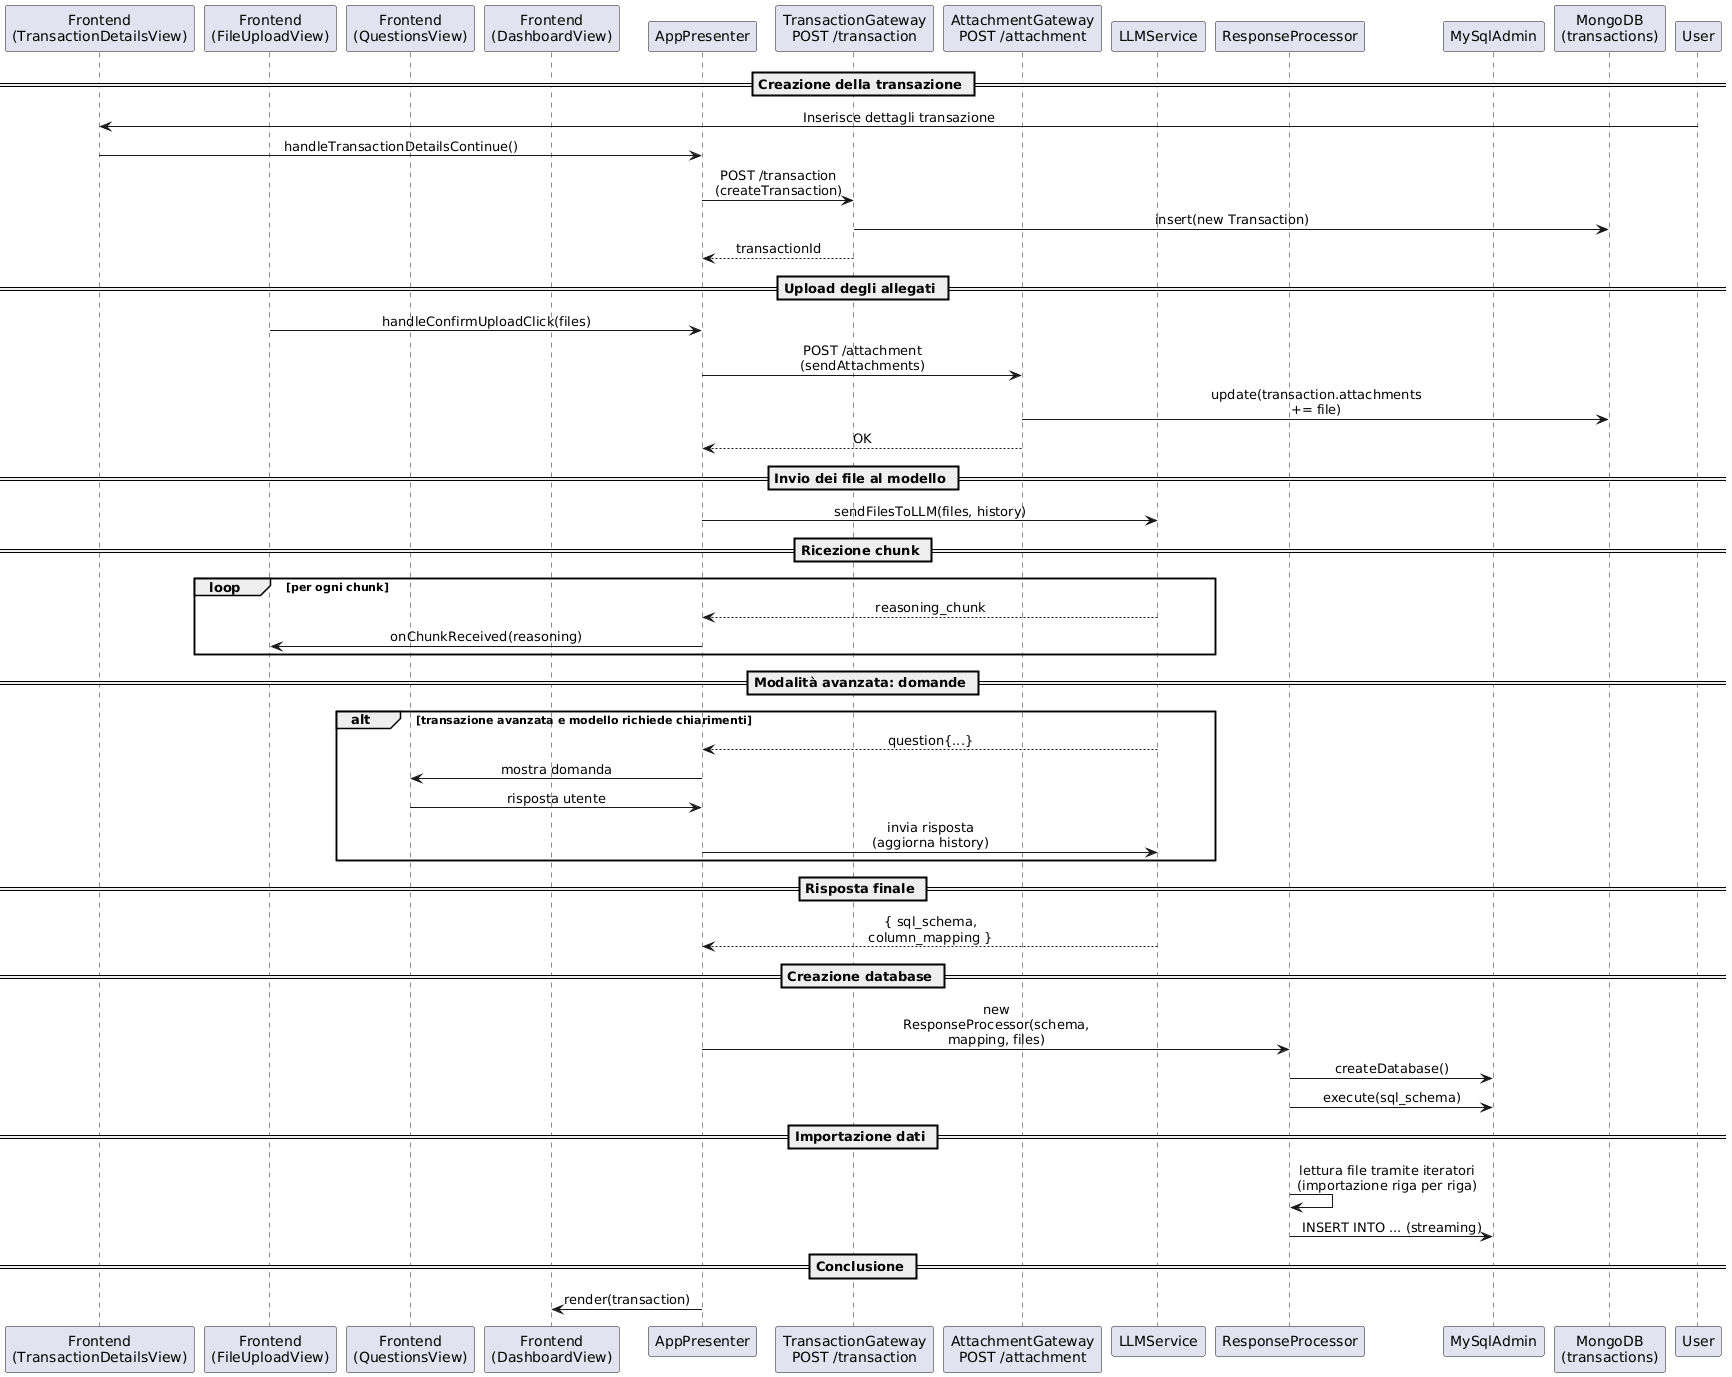 Frontend
(TransactionDetailsView)
Frontend
(FileUploadView)
Frontend
(QuestionsView)
Frontend
(DashboardView)
AppPresenter
TransactionGateway
POST /transaction
AttachmentGateway
POST /attachment
LLMService
ResponseProcessor
MySqlAdmin
MongoDB
(transactions)
User
Creazione della transazione
Inserisce dettagli transazione
handleTransactionDetailsContinue()
POST /transaction
(createTransaction)
insert(new Transaction)
transactionId
Upload degli allegati
handleConfirmUploadClick(files)
POST /attachment
(sendAttachments)
update(transaction.attachments
+= file)
OK
Invio dei file al modello
sendFilesToLLM(files, history)
Ricezione chunk
loop
[per ogni chunk]
reasoning_chunk
onChunkReceived(reasoning)
Modalità avanzata: domande
alt
[transazione avanzata e modello richiede chiarimenti]
question{...}
mostra domanda
risposta utente
invia risposta
(aggiorna history)
Risposta finale
{ sql_schema,
column_mapping }
Creazione database
new
ResponseProcessor(schema,
mapping, files)
createDatabase()
execute(sql_schema)
Importazione dati
lettura file tramite iteratori
(importazione riga per riga)
INSERT INTO ... (streaming)
Conclusione
render(transaction)
Frontend
(TransactionDetailsView)
Frontend
(FileUploadView)
Frontend
(QuestionsView)
Frontend
(DashboardView)
AppPresenter
TransactionGateway
POST /transaction
AttachmentGateway
POST /attachment
LLMService
ResponseProcessor
MySqlAdmin
MongoDB
(transactions)
User